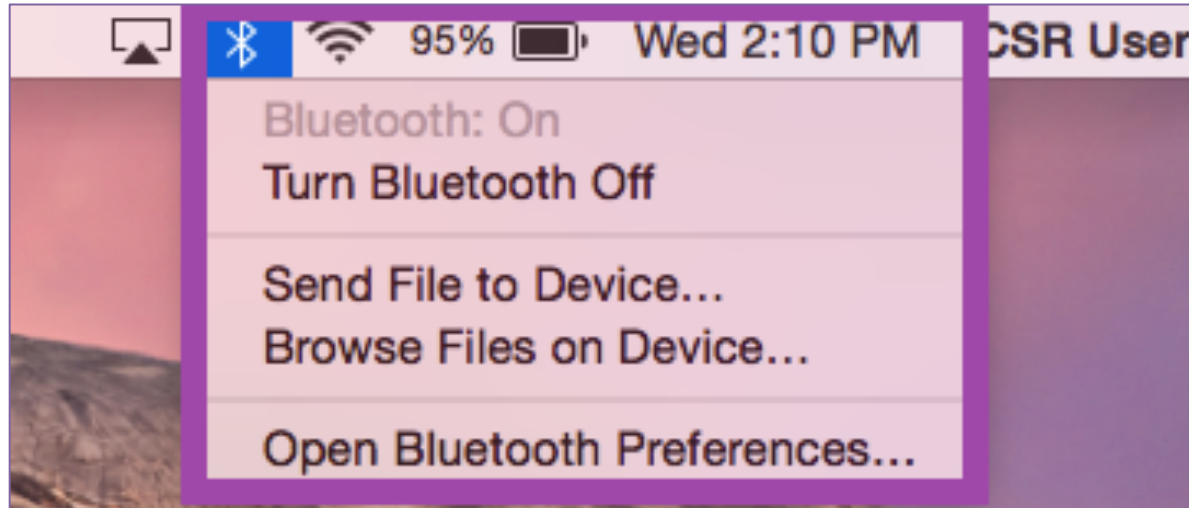 95% Wed 2:10 PM CSR User
Bluetooth: On
Turn Bluetooth Off
Send File to Device...
Browse Files on Device...
Open Bluetooth Preferences...